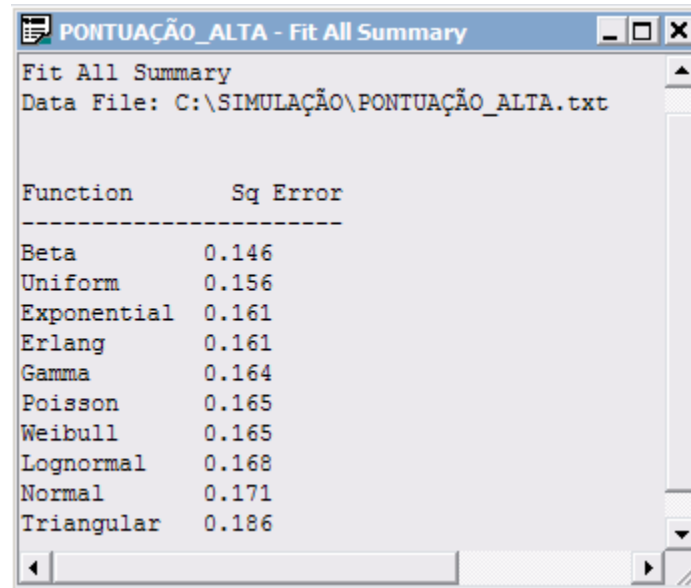 PONTUAÇÃO_ALTA - Fit All Summary
Fit All Summary
Data File: C:\SIMULAÇÃO\PONTUAÇÃO_ALTA.txt
Function Sq Error
------------------------
Beta 0.146
Uniform 0.156
Exponential 0.161
Erlang 0.161
Gamma 0.164
Poisson 0.165
Weibull 0.165
Lognormal 0.168
Normal 0.171
Triangular 0.186